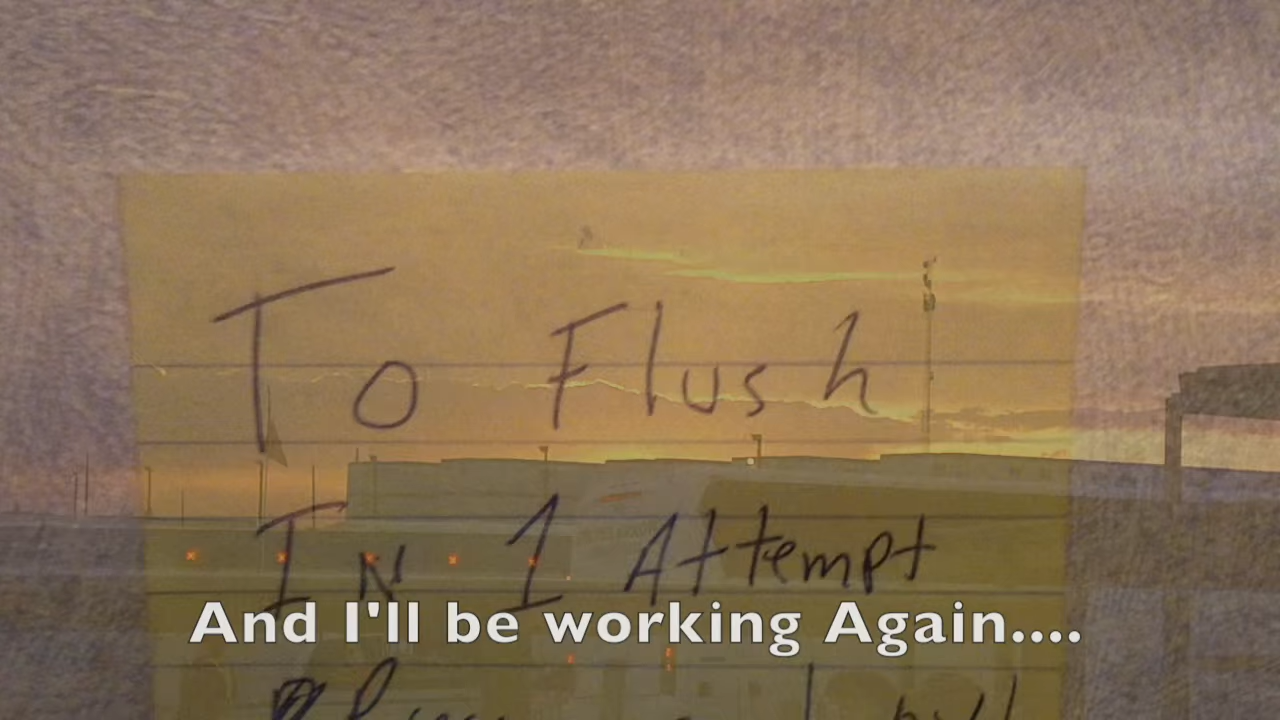 To Flush
In 1 Attempt
And I'll be working Again....